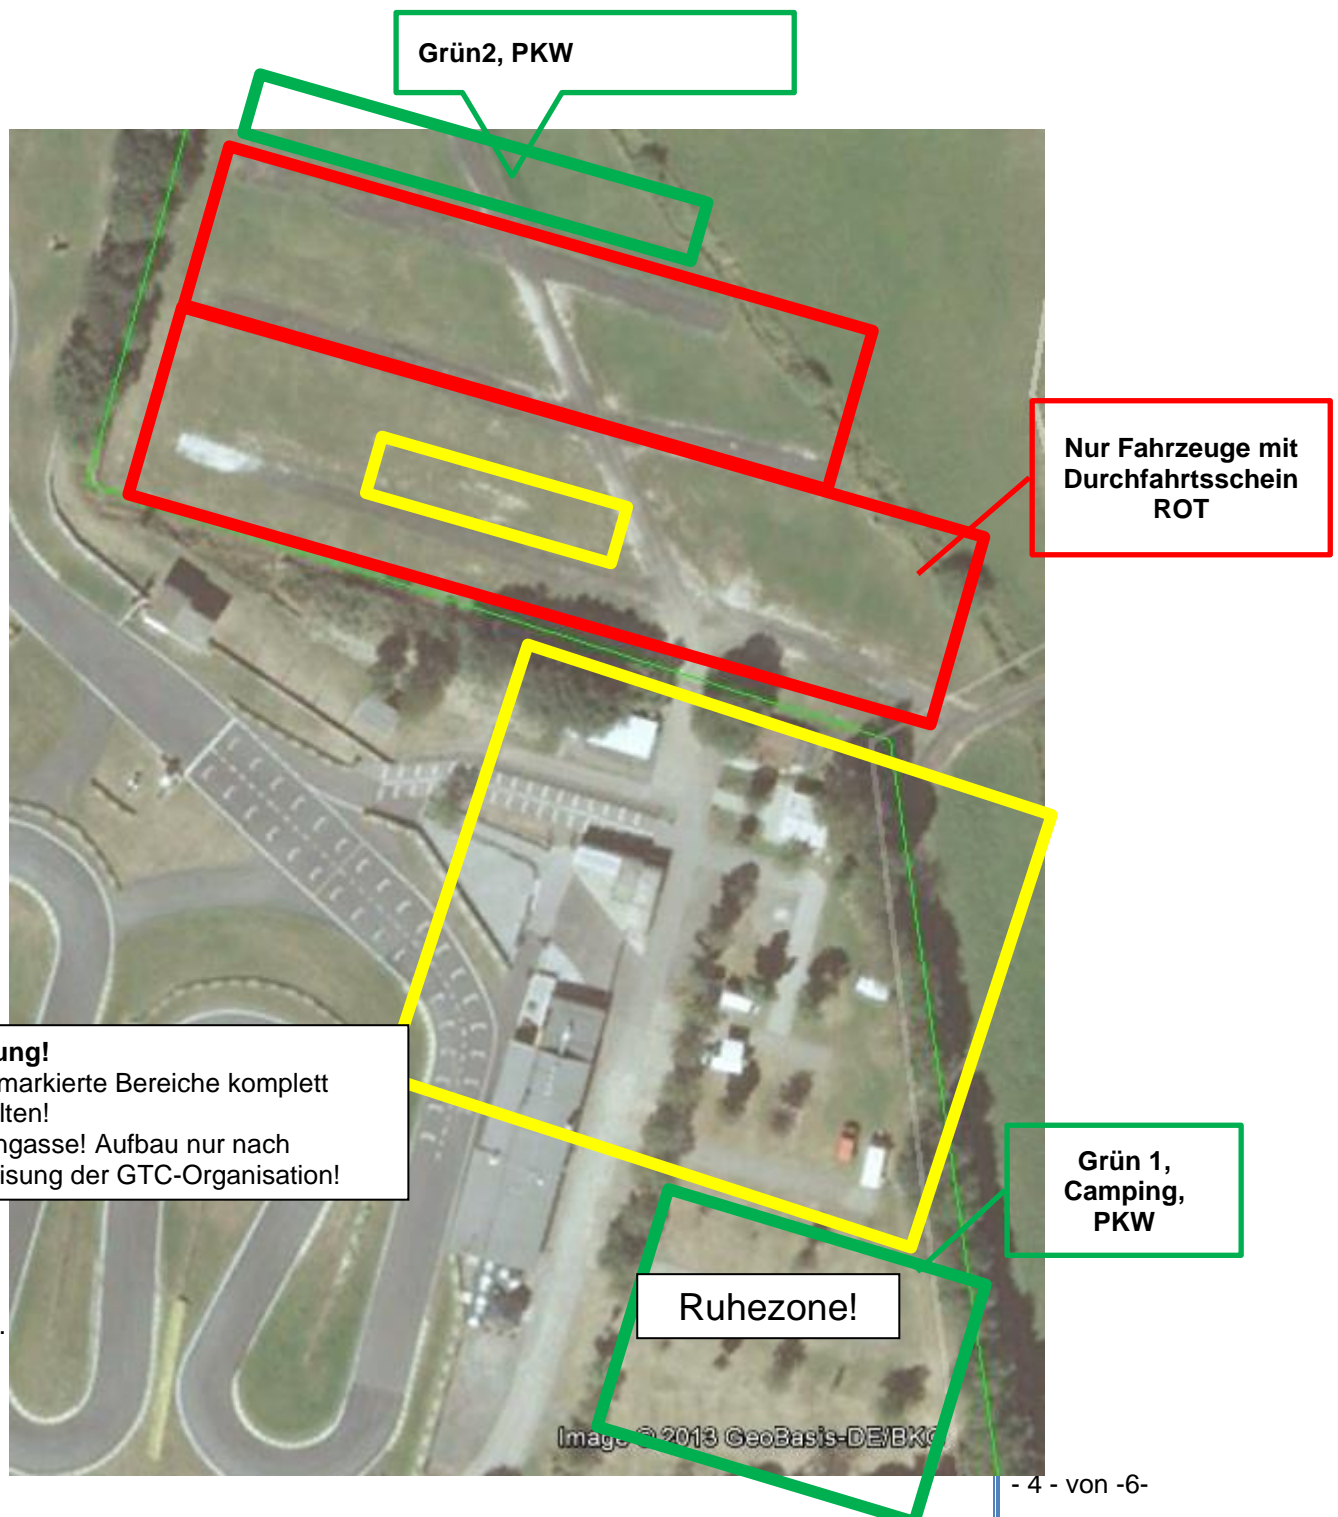 Grün2, PKW
Nur Fahrzeuge mit
Durchfahrtsschein
ROT
ung!
markierte Bereiche komplett
lten!
ngasse! Aufbau nur nach
isung der GTC-Organisation!
Grün 1,
Camping,
PKW
Ruhezone!
.
Image © 2013 GeoBasis-DE/BKG
- 4 - von -6-